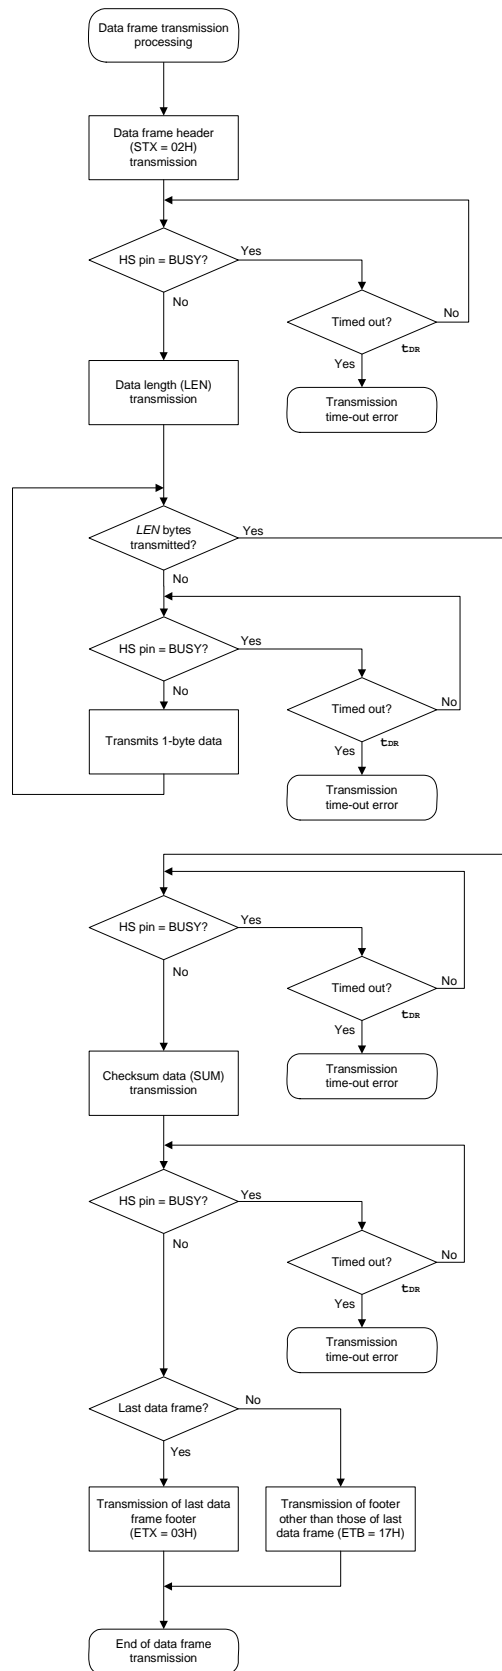 Data frame transmission
processing
Data frame header
(STX = 02H)
transmission
HS pin = BUSY?
Yes
No
Timed out?
No
tDR
Yes
Data length (LEN)
transmission
Transmission
time-out error
LEN bytes
transmitted?
Yes
No
HS pin = BUSY?
Yes
No
Timed out?
No
tDR
Yes
Transmits 1-byte data
Transmission
time-out error
HS pin = BUSY?
Yes
No
Timed out?
No
tDR
Yes
Checksum data (SUM)
transmission
Transmission
time-out error
HS pin = BUSY?
Yes
No
Timed out?
No
tDR
Yes
Transmission
time-out error
Last data frame?
No
Yes
Transmission of last data
frame footer
(ETX = 03H)
Transmission of footer
other than those of last
data frame (ETB = 17H)
End of data frame
transmission